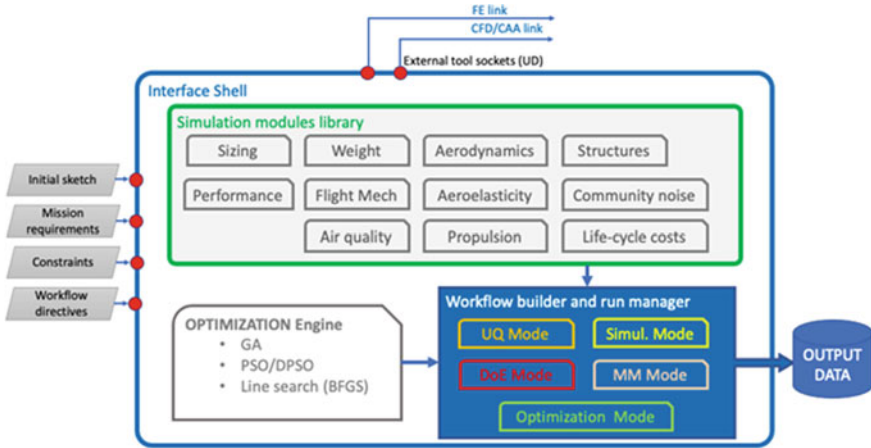 FE link
CFD/CAA link
External tool sockets (UD)
Interface Shell
Simulation modules library
Sizing
Weight
Aerodynamics
Structures
Performance
Flight Mech
Aeroelasticity
Community noise
Air quality
Propulsion
Life-cycle costs
Initial sketch
Mission
requirements
Constraints
Workflow
directives
OPTIMIZATION Engine
• GA
• PSO/DPSO
• Line search (BFGS)
Workflow builder and run manager
UQ Mode
Simul. Mode
DoE Mode
MM Mode
Optimization Mode
OUTPUT
DATA